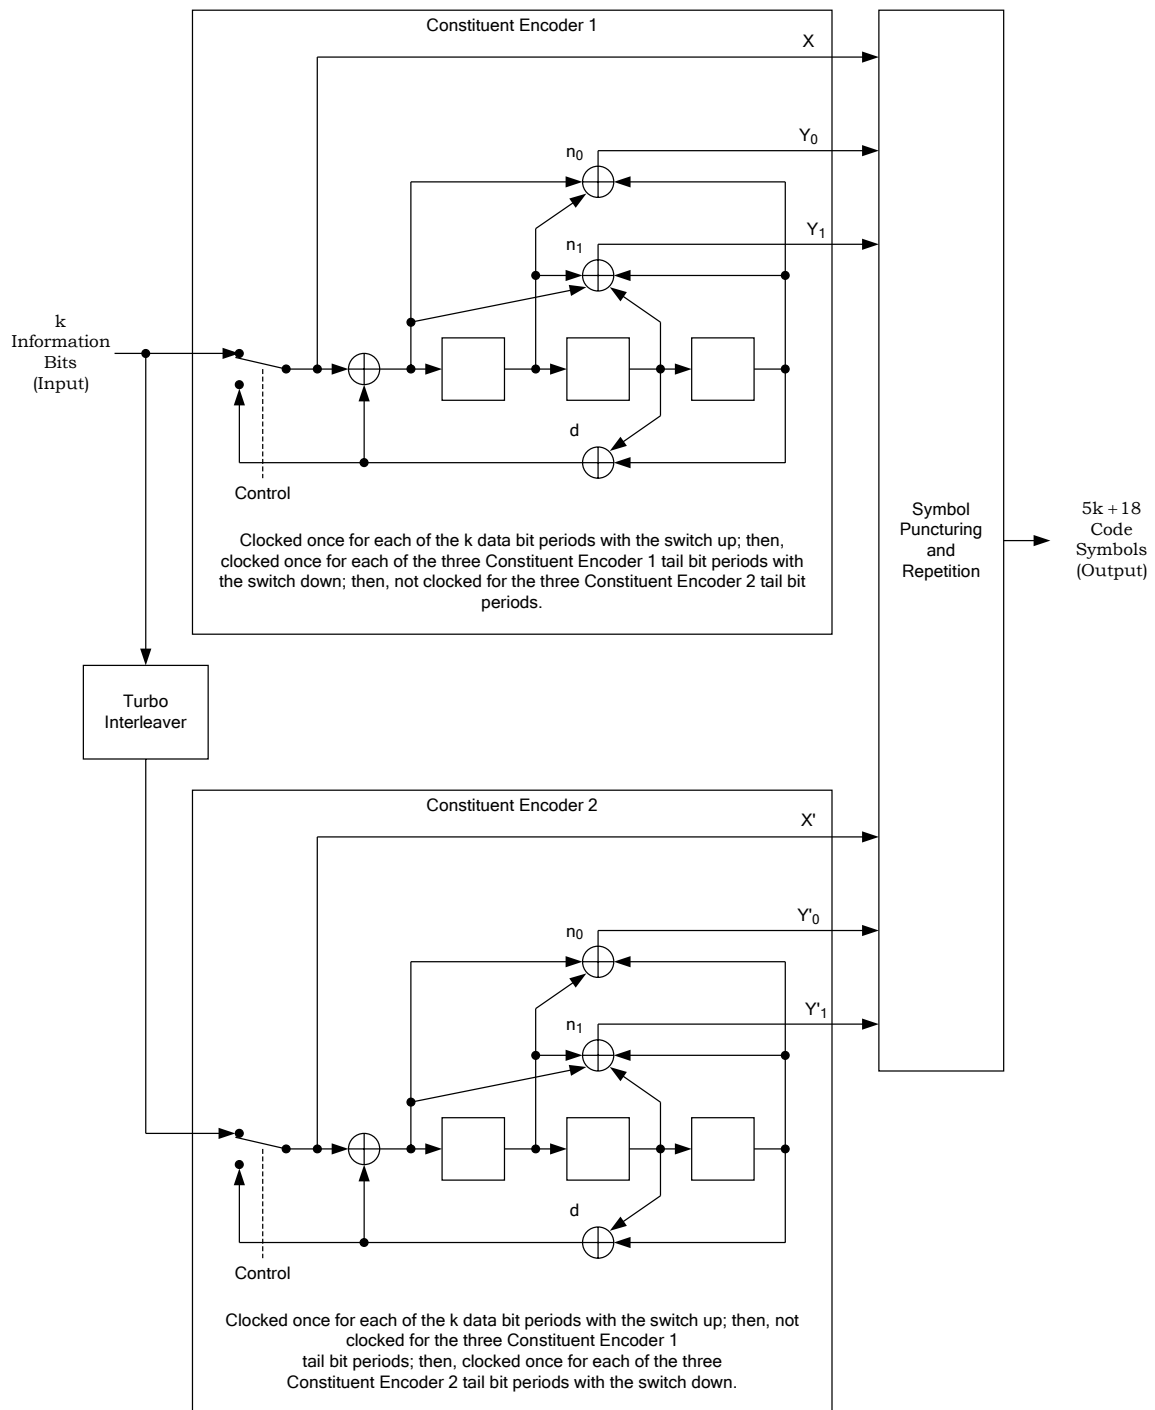 Constituent Encoder 1
X
Y0
n0
Y1
n1
k
Information
Bits
(Input)
d
Control
Clocked once for each of the k data bit periods with the switch up; then,
clocked once for each of the three Constituent Encoder 1 tail bit periods with
the switch down; then, not clocked for the three Constituent Encoder 2 tail bit
periods.
Symbol
Puncturing
and
Repetition
5k + 18
Code
Symbols
(Output)
Turbo
Interleaver
Constituent Encoder 2
X'
Y'0
n0
Y'1
n1
d
Control
Clocked once for each of the k data bit periods with the switch up; then, not
clocked for the three Constituent Encoder 1
tail bit periods; then, clocked once for each of the three
Constituent Encoder 2 tail bit periods with the switch down.